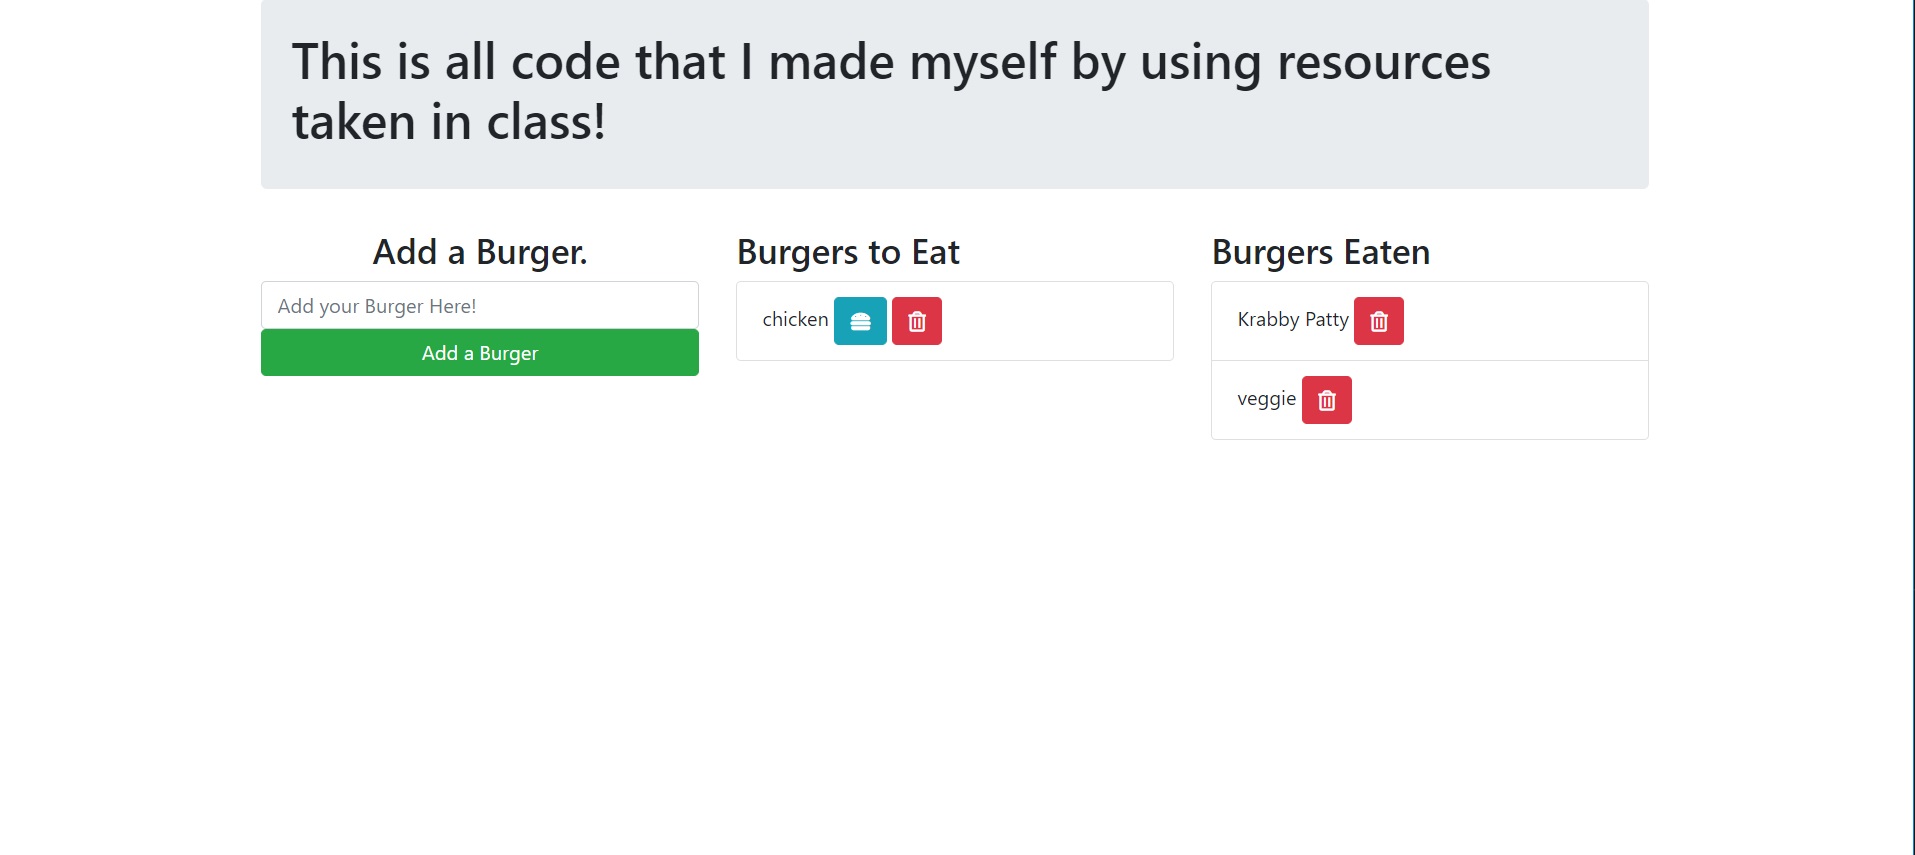 This is all code that I made myself by using resources
taken in class!
Add a Burger.
Add your Burger Here!
Add a Burger
Burgers to Eat
chicken
Burgers Eaten
Krabby Patty
veggie